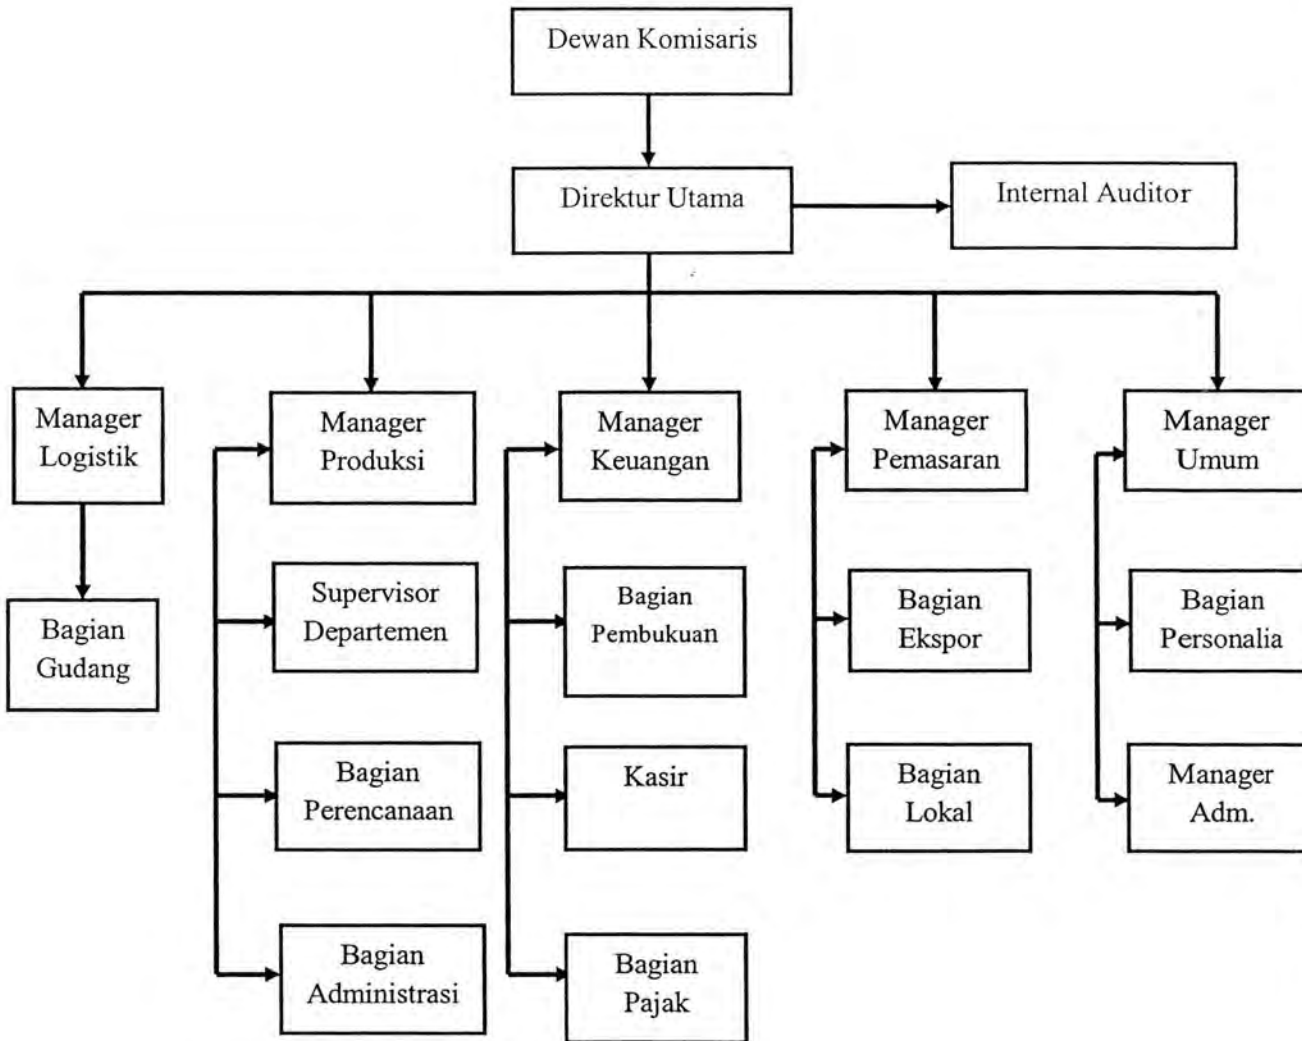 Dewan Komisaris
Direktur Utama
Internal Auditor
Manager
Logistik
Manager
Produksi
Manager
Keuangan
Manager
Pemasaran
Manager
Umum
Bagian
Gudang
Supervisor
Departemen
Bagian
Pembukuan
Bagian
Ekspor
Bagian
Personalia
Bagian
Perencanaan
Kasir
Bagian
Lokal
Manager
Adm.
Bagian
Administrasi
Bagian
Pajak